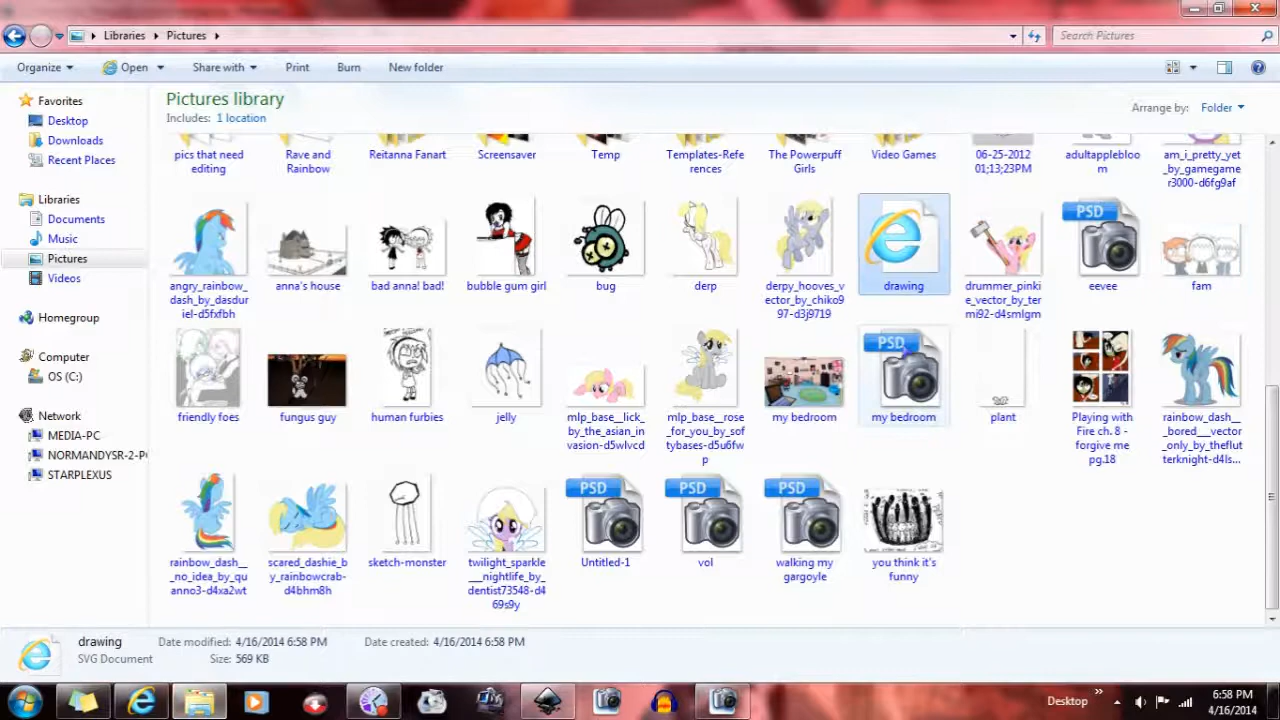 Libraries
Pictures
Search Pictures
Organize
Open
Share with
Print
Burn
New folder
Pictures library
Includes: 1 location
Arrange by: Folder
Favorites
Desktop
Downloads
Recent Places
Libraries
Documents
Music
Pictures
Videos
Homegroup
Computer
OS (C:)
Network
MEDIA-PC
NORMANDYSR-2-P
STARPLEXUS
pics that need
editing
Rave and
Rainbow
Reitanna Fanart
Screensaver
Temp
Templates-Refe
rences
The Powerpuff
Girls
Video Games
06-25-2012
01;13;23PM
adultapplebloo
m
am_i_pretty_yet
_by_gamegame
r3000-d6fg9af
PSD
angry_rainbow_
dash_by_dasdur
iel-d5fxfbh
anna's house
bad anna! bad!
bubble gum girl
bug
derp
derpy_hooves_v
ector_by_chiko9
97-d3j9719
drawing
drummer_pinki
e_vector_by_ter
mi92-d4smlgm
eevee
fam
PSD
friendly foes
fungus guy
human furbies
jelly
mlp_base__lick_
by_the_asian_in
vasion-d5wlvcd
mlp_base__rose_
for_you_by_sof
tybases-d5u6fw
p
my bedroom
my bedroom
plant
Playing with
Fire ch. 8 -
forgive me
pg.18
rainbow_dash_
_bored__vector
_only_by_theflut
terknight-d4ls...
PSD
PSD
PSD
rainbow_dash__
_no_idea_by_qu
anno3-d4xa2wt
scared_dashie_b
y_rainbowcrab-
d4bhm8h
sketch-monster
twilight_sparkle
__nightlife_by_
dentist73548-d4
69s9y
Untitled-1
vol
walking my
gargoyle
you think it's
funny
drawing
Date modified: 4/16/2014 6:58 PM
Date created: 4/16/2014 6:58 PM
SVG Document
Size: 569 KB
Desktop
6:58 PM
4/16/2014